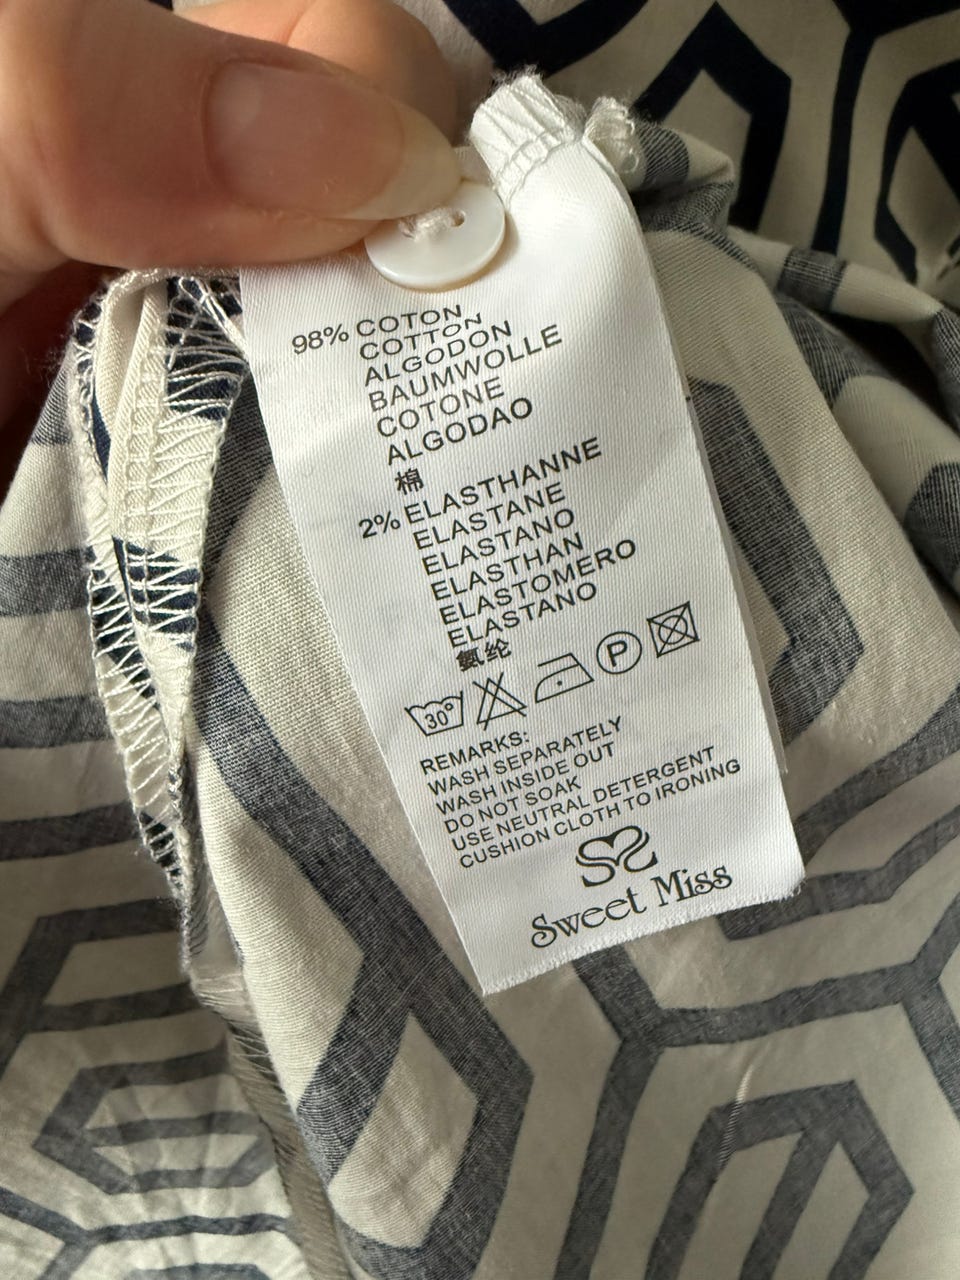 98% COTON
COTTON
ALGODON
BAUMWOLLE
COTONE
ALGODAO
棉
2% ELASTHANNE
ELASTANE
ELASTANO
ELASTHAN
ELASTOMERO
ELASTANO
氨纶
30° P
REMARKS:
WASH SEPARATELY
WASH INSIDE OUT
DO NOT SOAK
USE NEUTRAL DETERGENT
CUSHION CLOTH TO IRONING
Sweet Miss